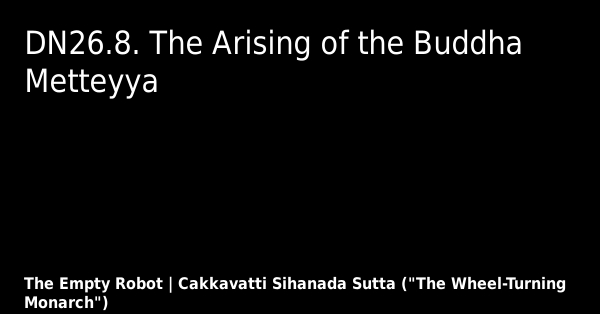 DN26.8. The Arising of the Buddha
Metteyya
The Empty Robot | Cakkavatti Sihanada Sutta ("The Wheel-Turning
Monarch")